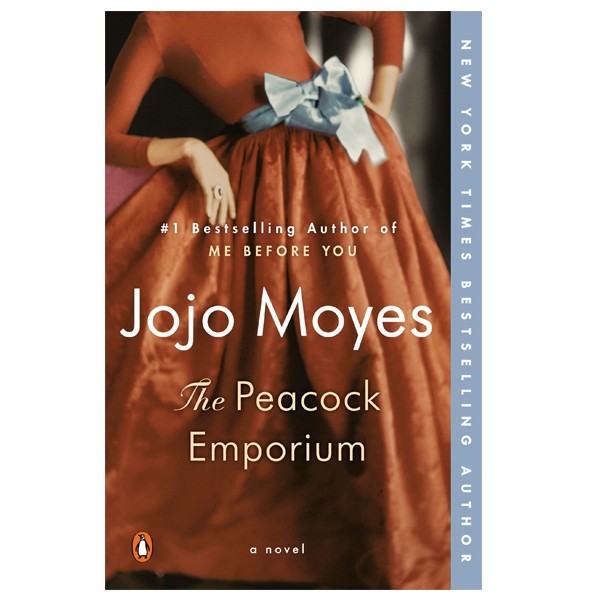 #1 Bestselling Author of
ME BEFORE YOU
Jojo Moyes
The Peacock
Emporium
a novel
NEW YORK TIMES BESTSELLING AUTHOR